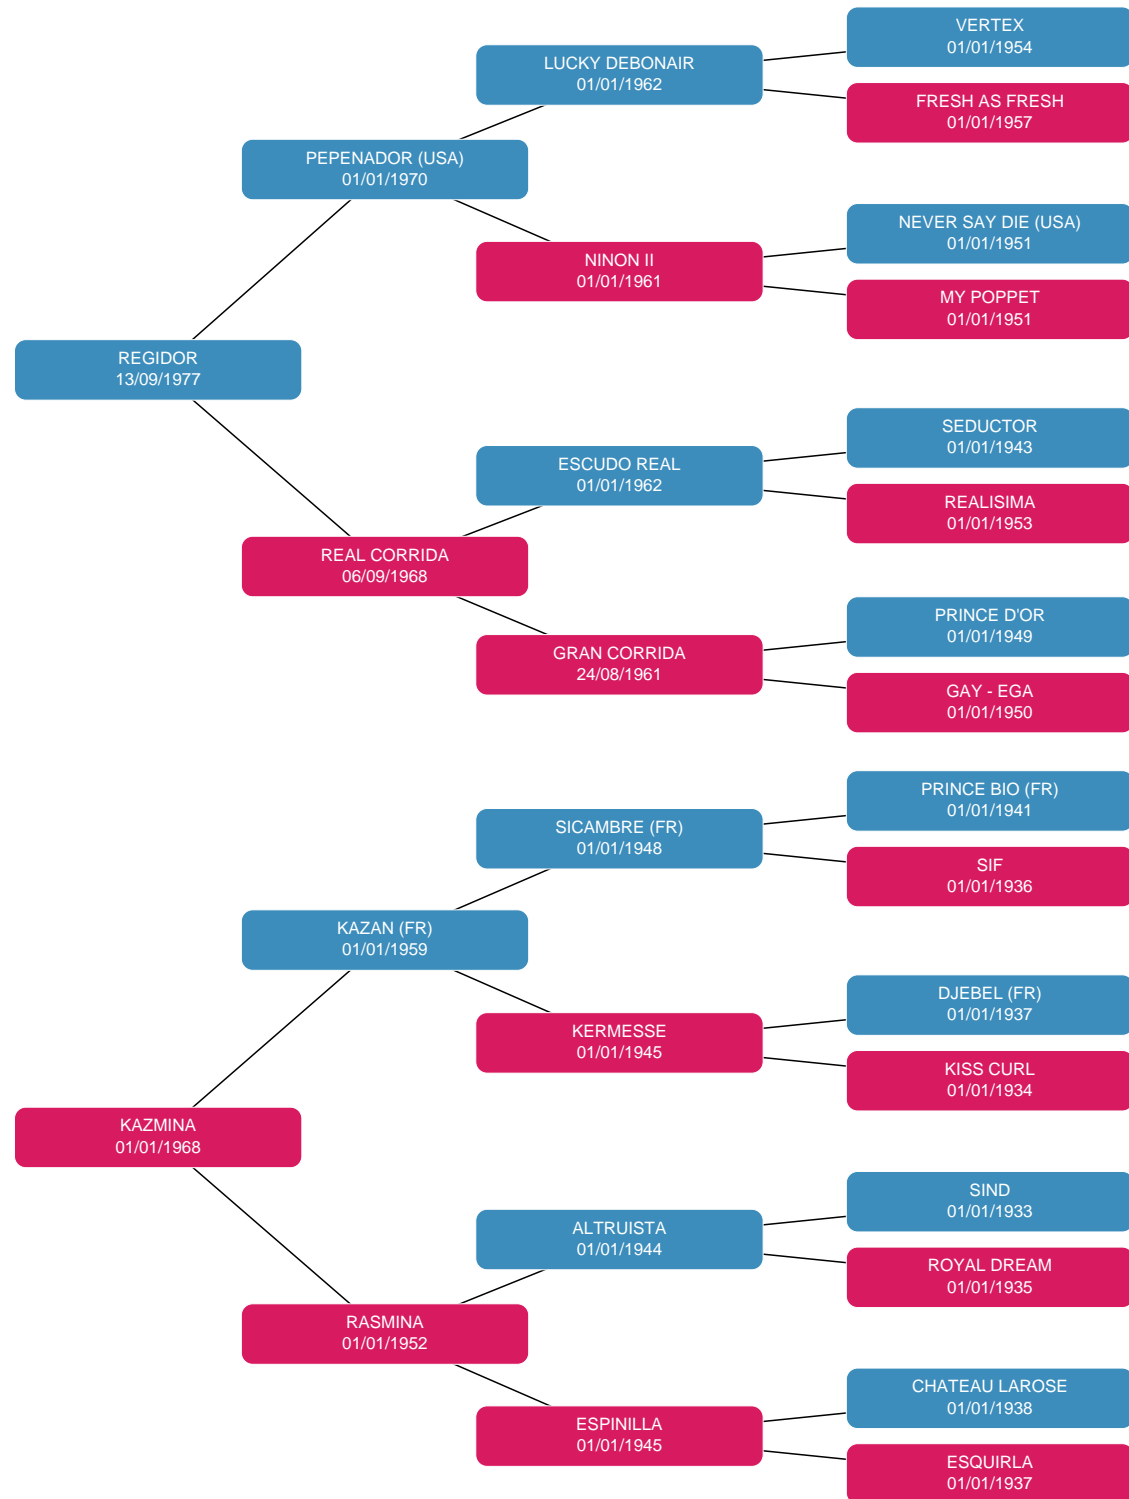 VERTEX
01/01/1954
LUCKY DEBONAIR
01/01/1962
FRESH AS FRESH
01/01/1957
PEPENADOR (USA)
01/01/1970
NEVER SAY DIE (USA)
01/01/1951
NINON II
01/01/1961
MY POPPET
01/01/1951
REGIDOR
13/09/1977
SEDUCTOR
01/01/1943
ESCUDO REAL
01/01/1962
REALISIMA
01/01/1953
REAL CORRIDA
06/09/1968
PRINCE D'OR
01/01/1949
GRAN CORRIDA
24/08/1961
GAY - EGA
01/01/1950
PRINCE BIO (FR)
01/01/1941
SICAMBRE (FR)
01/01/1948
SIF
01/01/1936
KAZAN (FR)
01/01/1959
DJEBEL (FR)
01/01/1937
KERMESSE
01/01/1945
KISS CURL
01/01/1934
KAZMINA
01/01/1968
SIND
01/01/1933
ALTRUISTA
01/01/1944
ROYAL DREAM
01/01/1935
RASMINA
01/01/1952
CHATEAU LAROSE
01/01/1938
ESPINILLA
01/01/1945
ESQUIRLA
01/01/1937